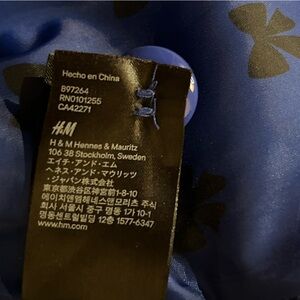 Hecho en China
897264
RN0101255
CA42271
H&M
H & M Hennes & Mauritz
106 38 Stockholm, Sweden
エイチ・アンド・エム
ヘネス・アンド・マウリッツ
・ジャパン株式会社
東京都渋谷区神宮前1-8-10
에이치앤엠헤네스앤모리츠 주식
회사 서울시 중구 명동 1가 10-1
명동센트럴빌딩 12층 1577-6347
www.hm.com